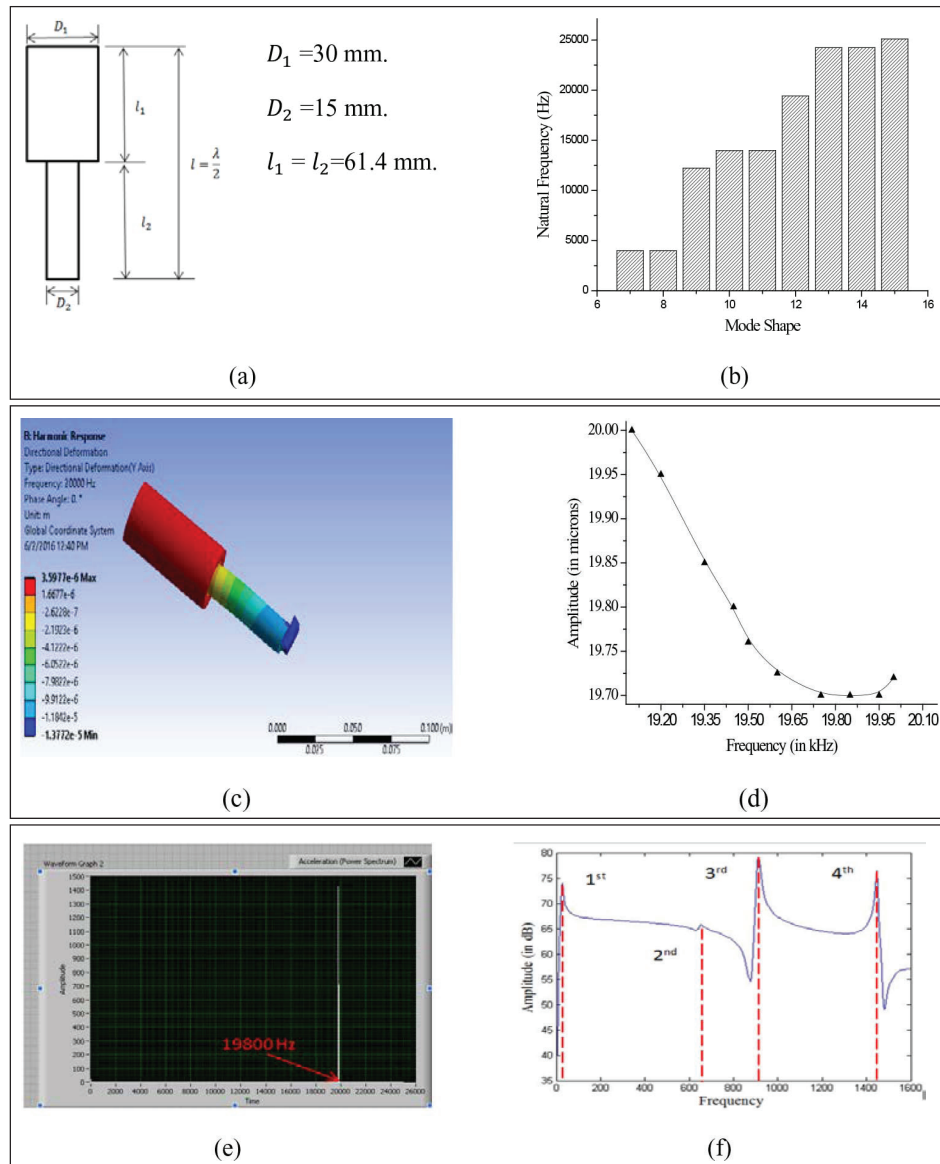 D₁
l₁
l = λ/2
l₂
D₂
D₁ =30 mm.
D₂ =15 mm.
l₁ = l₂=61.4 mm.
(a)
Natural Frequency (Hz)
25000
20000
15000
10000
5000
0
6 8 10 12 14 16
Mode Shape
(b)
B: Harmonic Response
Directional Deformation
Type: Directional Deformation(Y Axis)
Frequency: 20000 Hz
Phase Angle: 0. °
Unit: m
Global Coordinate System
6/2/2016 12:40 PM
3.5977e-6 Max
1.6677e-6
-2.6228e-7
-2.1923e-6
-4.1222e-6
-6.0522e-6
-7.9822e-6
-9.9122e-6
-1.1842e-5
-1.3772e-5 Min
0.000 0.050 0.100 (m)
0.025 0.075
(c)
Amplitude (in microns)
20.00
19.95
19.90
19.85
19.80
19.75
19.70
19.20 19.35 19.50 19.65 19.80 19.95 20.10
Frequency (in kHz)
(d)
Waveform Graph 2
Acceleration (Power Spectrum)
Amplitude
1500
1400
1300
1200
1100
1000
900
800
700
600
500
400
300
200
100
0
19800 Hz
0 2000 4000 6000 8000 10000 12000 14000 16000 18000 20000 22000 24000 26000
Time
(e)
Amplitude (in dB)
80
75
70
65
60
55
50
45
40
35
1st
2nd
3rd
4th
0 200 400 600 800 1000 1200 1400 1600
Frequency
(f)